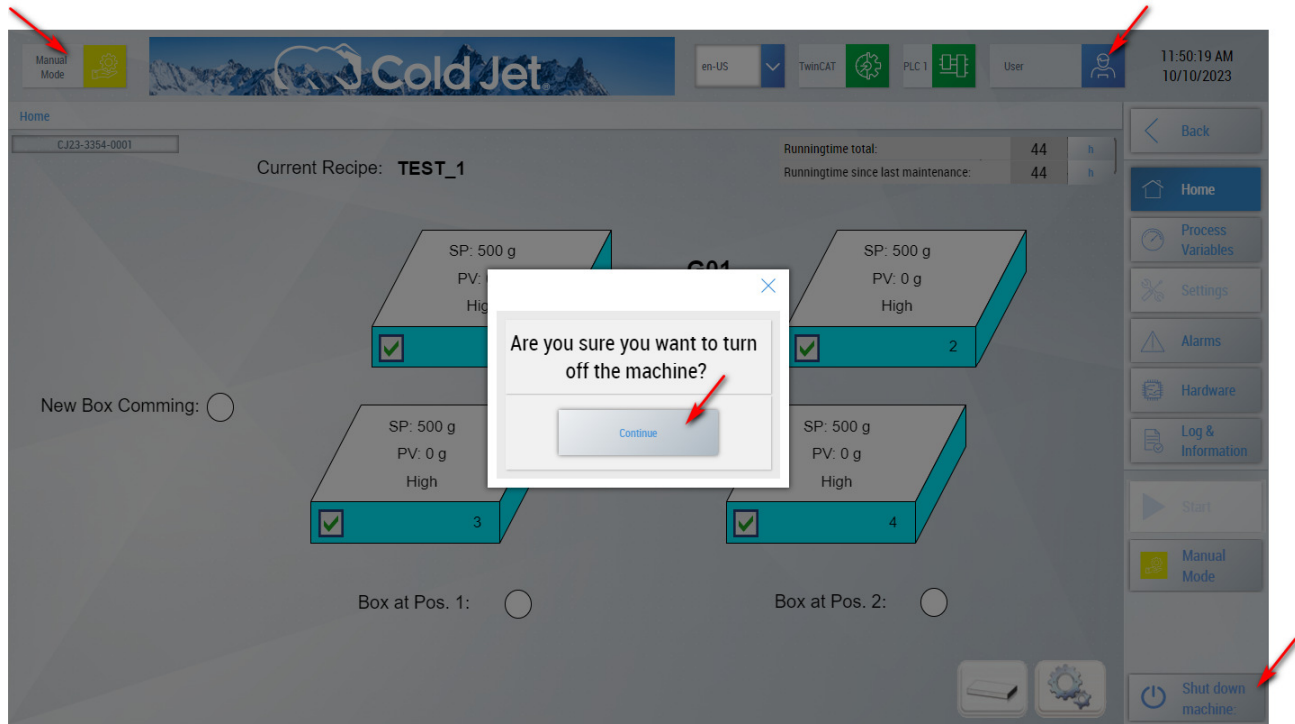 Manual
Mode
Cold Jet
en-US
TwinCAT
PLC 1
User
11:50:19 AM
10/10/2023
Home
Back
CJ23-3354-0001
Current Recipe: TEST_1
Runningtime total: 44 h
Runningtime since last maintenance: 44 h
Home
Process
Variables
Settings
Alarms
Hardware
Log &
Information
Start
Manual
Mode
Shut down
machine:
SP: 500 g
PV:
SP: 500 g
PV: 0 g
High
2
Are you sure you want to turn
off the machine?
Continue
New Box Comming:
SP: 500 g
PV: 0 g
High
3
SP: 500 g
PV: 0 g
High
4
Box at Pos. 1:
Box at Pos. 2: